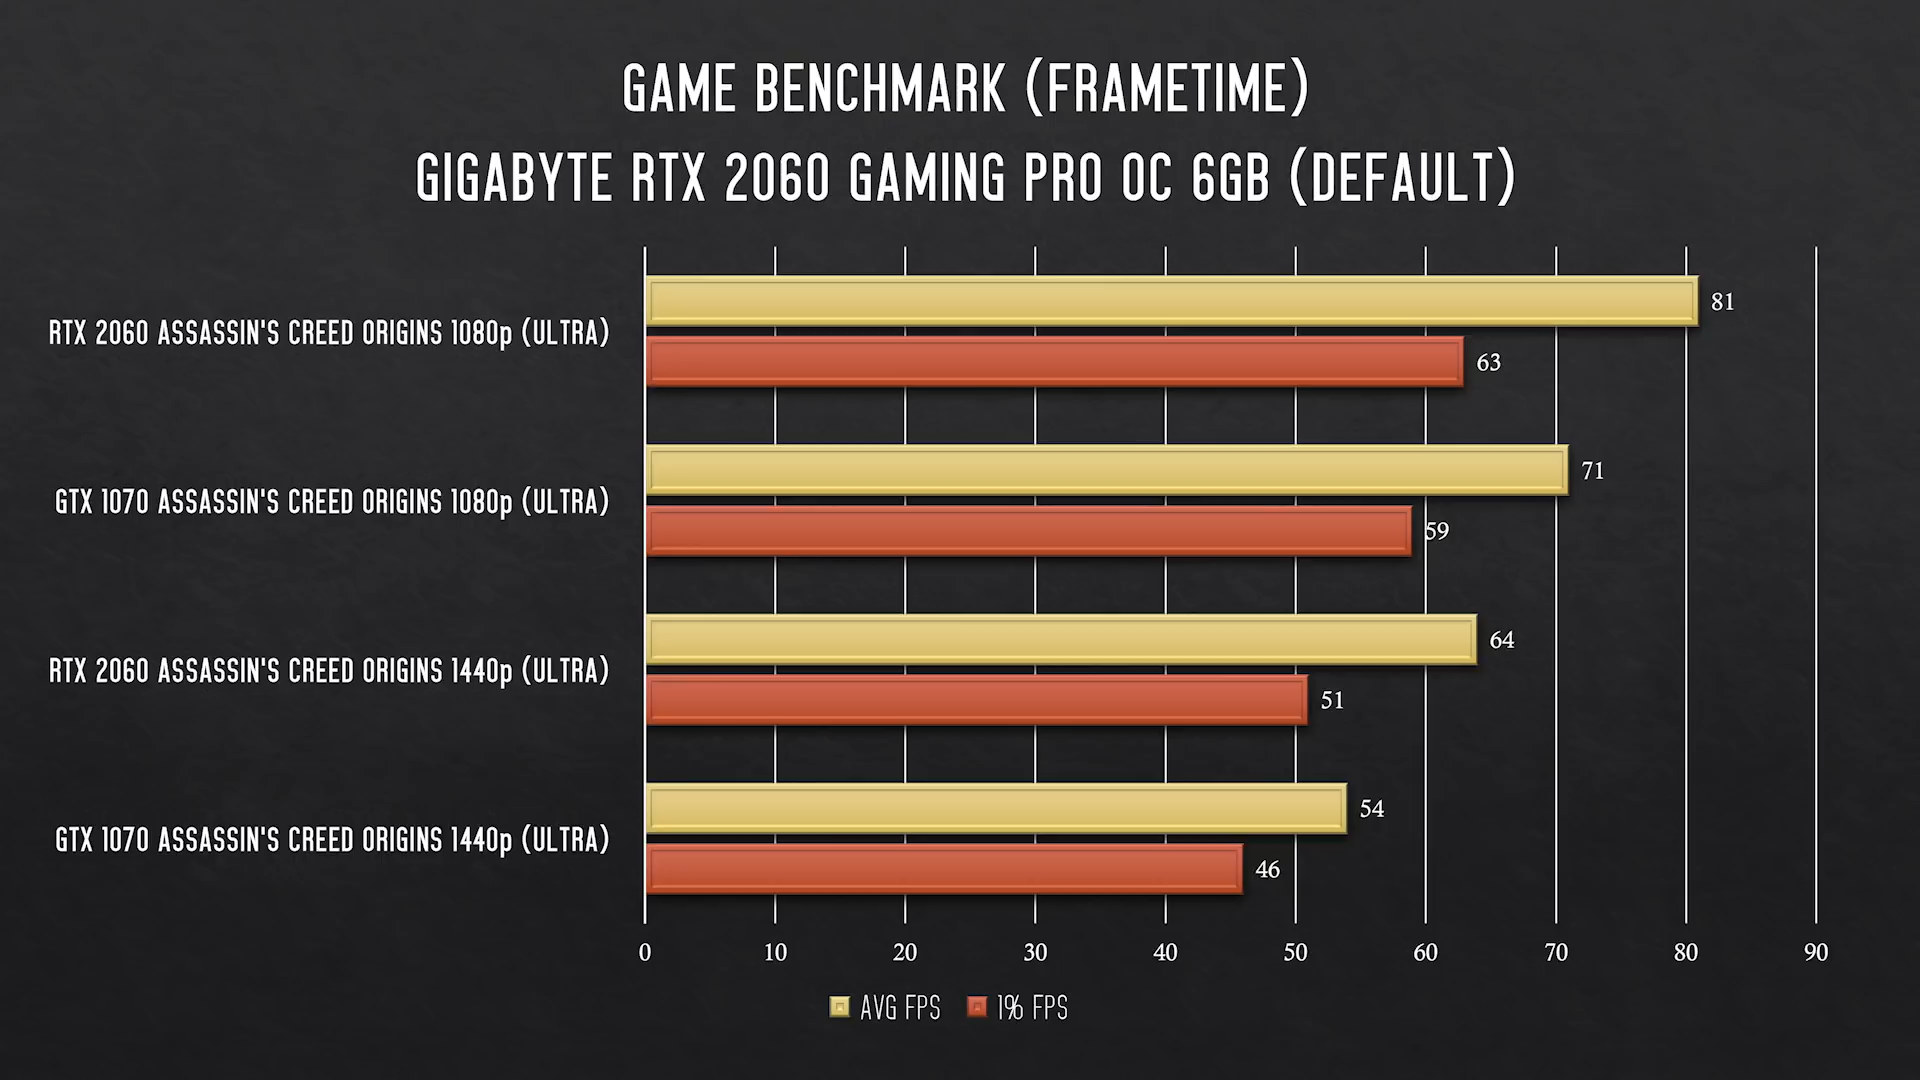 GAME BENCHMARK (FRAMETIME)
GIGABYTE RTX 2060 GAMING PRO OC 6GB (DEFAULT)
RTX 2060 ASSASSIN'S CREED ORIGINS 1080p (ULTRA)
81
63
GTX 1070 ASSASSIN'S CREED ORIGINS 1080p (ULTRA)
71
59
RTX 2060 ASSASSIN'S CREED ORIGINS 1440p (ULTRA)
64
51
GTX 1070 ASSASSIN'S CREED ORIGINS 1440p (ULTRA)
54
46
0 10 20 30 40 50 60 70 80 90
AVG FPS 1% FPS